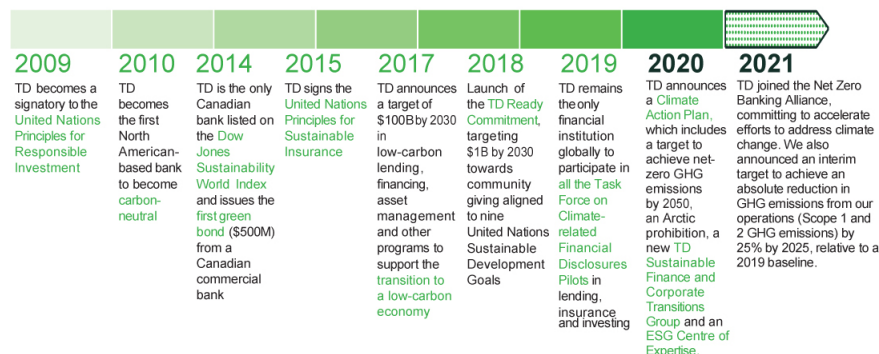 2009
TD becomes a
signatory to the
United Nations
Principles for
Responsible
Investment
2010
TD
becomes
the first
North
American-
based bank
to become
carbon-
neutral
2014
TD is the only
Canadian
bank listed on
the Dow
Jones
Sustainability
World Index
and issues the
first green
bond ($500M)
from a
Canadian
commercial
bank
2015
TD signs the
United Nations
Principles for
Sustainable
Insurance
2017
TD announces
a target of
$100B by 2030
in
low-carbon
lending,
financing,
asset
management
and other
programs to
support the
transition to
a low-carbon
economy
2018
Launch of
the TD Ready
Commitment,
targeting
$1B by 2030
towards
community
giving aligned
to nine
United Nations
Sustainable
Development
Goals
2019
TD remains
the only
financial
institution
globally to
participate in
all the Task
Force on
Climate-
related
Financial
Disclosures
Pilots in
lending,
insurance
and investing
2020
TD announces
a Climate
Action Plan,
which includes
a target to
achieve net-
zero GHG
emissions
by 2050,
an Arctic
prohibition, a
new TD
Sustainable
Finance and
Corporate
Transitions
Group and an
ESG Centre of
Expertise.
2021
TD joined the Net Zero
Banking Alliance,
committing to accelerate
efforts to address climate
change. We also
announced an interim
target to achieve an
absolute reduction in
GHG emissions from our
operations (Scope 1 and
2 GHG emissions) by
25% by 2025, relative to a
2019 baseline.